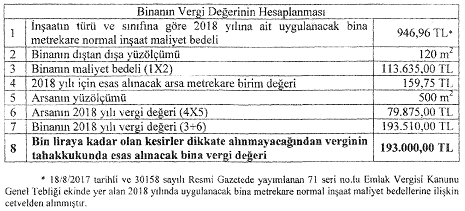 Binanın Vergi Değerinin Hesaplanması
1 İnşaatın türü ve sınıfına göre 2018 yılına ait uygulanacak bina metrekare normal inşaat maliyet bedeli 946,96 TL*
2 Binanın dıştan dışa yüzölçümü 120 m²
3 Binanın maliyet bedeli (1X2) 113.635,00 TL
4 2018 yılı için esas alınacak arsa metrekare birim değeri 159,75 TL
5 Arsanın yüzölçümü 500 m²
6 Arsanın 2018 yılı vergi değeri (4X5) 79.875,00 TL
7 Binanın 2018 yılı vergi değeri (3+6) 193.510,00 TL
8 Bin liraya kadar olan kesirler dikkate alınmayacağından verginin tahakkukunda esas alınacak bina vergi değeri 193.000,00 TL
* 18/8/2017 tarihli ve 30158 sayılı Resmi Gazetede yayımlanan 71 seri no.lu Emlak Vergisi Kanunu
Genel Tebliği ekinde yer alan 2018 yılında uygulanacak bina metrekare normal inşaat maliyet bedellerine ilişkin
cetvelden alınmıştır.